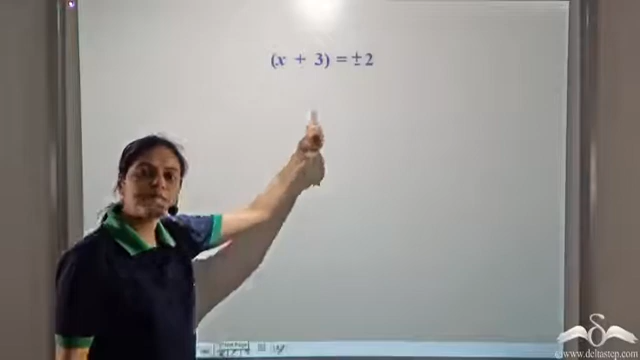 (x + 3) = ± 2
©www.deltastep.com